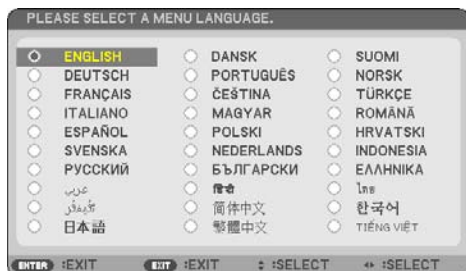 PLEASE SELECT A MENU LANGUAGE.
ENGLISH DANSK SUOMI
DEUTSCH PORTUGUÊS NORSK
FRANÇAIS ČEŠTINA TÜRKÇE
ITALIANO MAGYAR ROMÂNĂ
ESPAÑOL POLSKI HRVATSKI
SVENSKA NEDERLANDS INDONESIA
РУССКИЙ БЪЛГАРСКИ ΕΛΛΗΝΙΚΑ
عربي हिन्दी ไทย
ئۇيغۇر 简体中文 한국어
日本語 繁體中文 TIẾNG VIỆT
ENTER :EXIT EXIT :EXIT :SELECT :SELECT